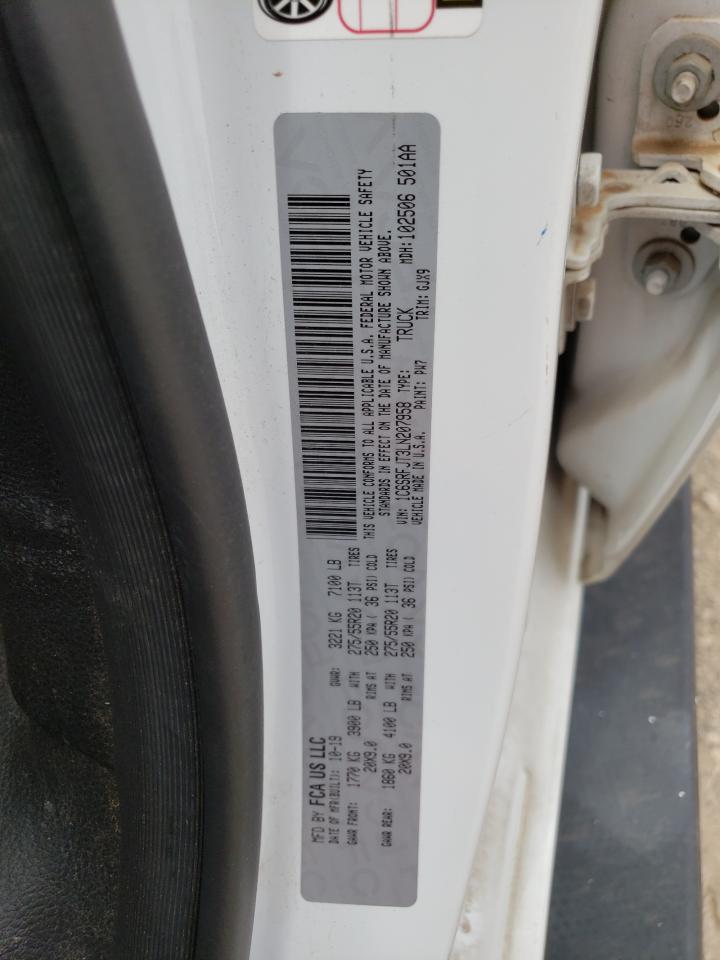 MFD BY FCA US LLC
DATE OF MFR(BUILT): 10-19 GVWR: 3221 KG 7100 LB
GAWR FRONT: 1770 KG 3900 LB WITH 275/55R20 113T TIRES
20X9.0 RIMS AT 250 KPA ( 36 PSI) COLD
GAWR REAR: 1860 KG 4100 LB WITH 275/55R20 113T TIRES
20X9.0 RIMS AT 250 KPA ( 36 PSI) COLD
THIS VEHICLE CONFORMS TO ALL APPLICABLE U.S.A. FEDERAL MOTOR VEHICLE SAFETY
STANDARDS IN EFFECT ON THE DATE OF MANUFACTURE SHOWN ABOVE.
VIN: 1C6SRFJT3LN207958 TYPE: TRUCK MDH: 102506 501AA
VEHICLE MADE IN U.S.A. PAINT: PW7 TRIM: GJX9